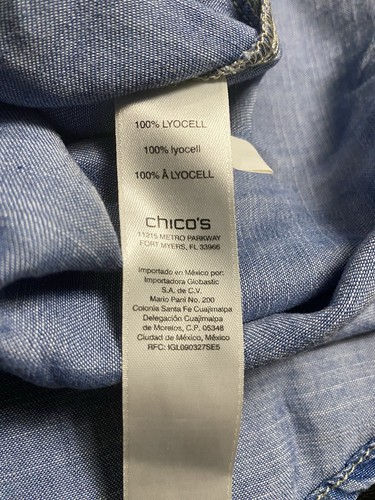 100% LYOCELL
100% lyocell
100% Â LYOCELL
chico's
11215 METRO PARKWAY
FORT MYERS, FL 33966
Importado en México por:
Importadora Globastic
S.A. de C.V.
Mario Pani No. 200
Colonia Santa Fe Cuajimalpa
Delegación Cuajimalpa
de Morelos, C.P. 05348
Ciudad de México, México
RFC: IGL090327SE5